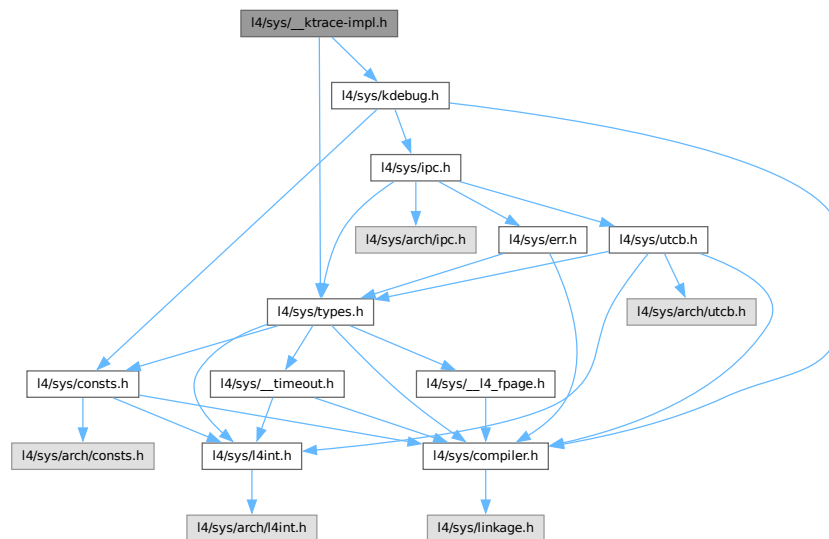 l4/sys/__ktrace-impl.h
l4/sys/kdebug.h
l4/sys/ipc.h
l4/sys/arch/ipc.h
l4/sys/err.h
l4/sys/utcb.h
l4/sys/types.h
l4/sys/arch/utcb.h
l4/sys/consts.h
l4/sys/__timeout.h
l4/sys/__l4_fpage.h
l4/sys/arch/consts.h
l4/sys/l4int.h
l4/sys/compiler.h
l4/sys/arch/l4int.h
l4/sys/linkage.h